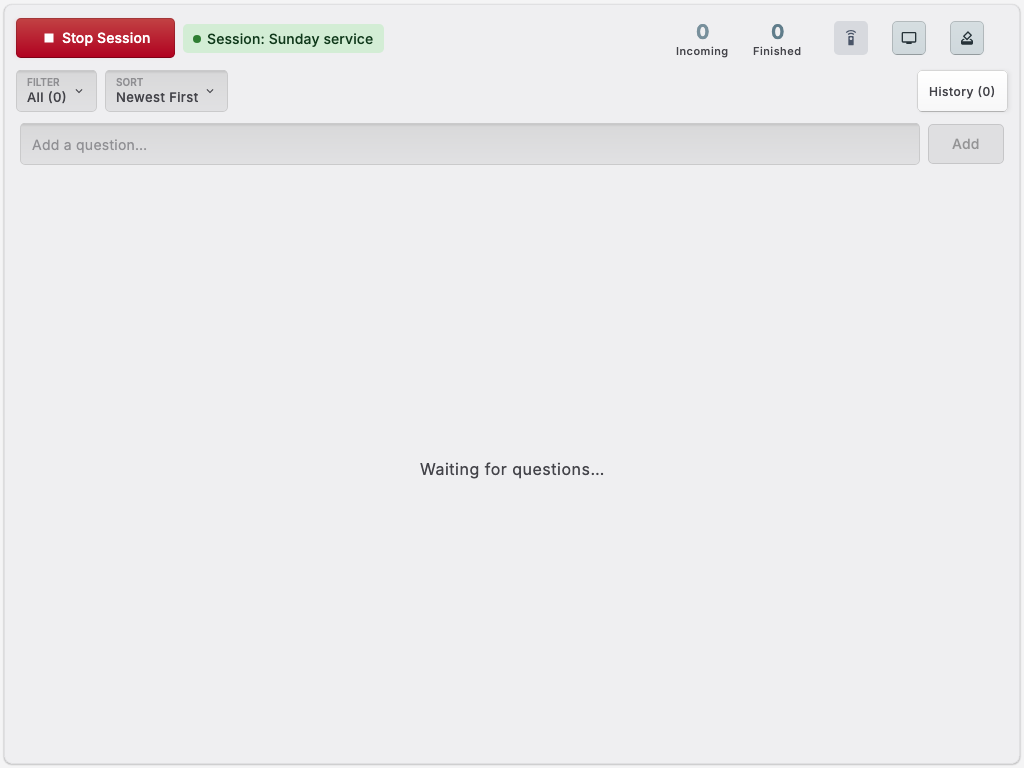 Stop Session
Session: Sunday service
0
Incoming
0
Finished
FILTER
All (0)
SORT
Newest First
History (0)
Add a question...
Add
Waiting for questions...